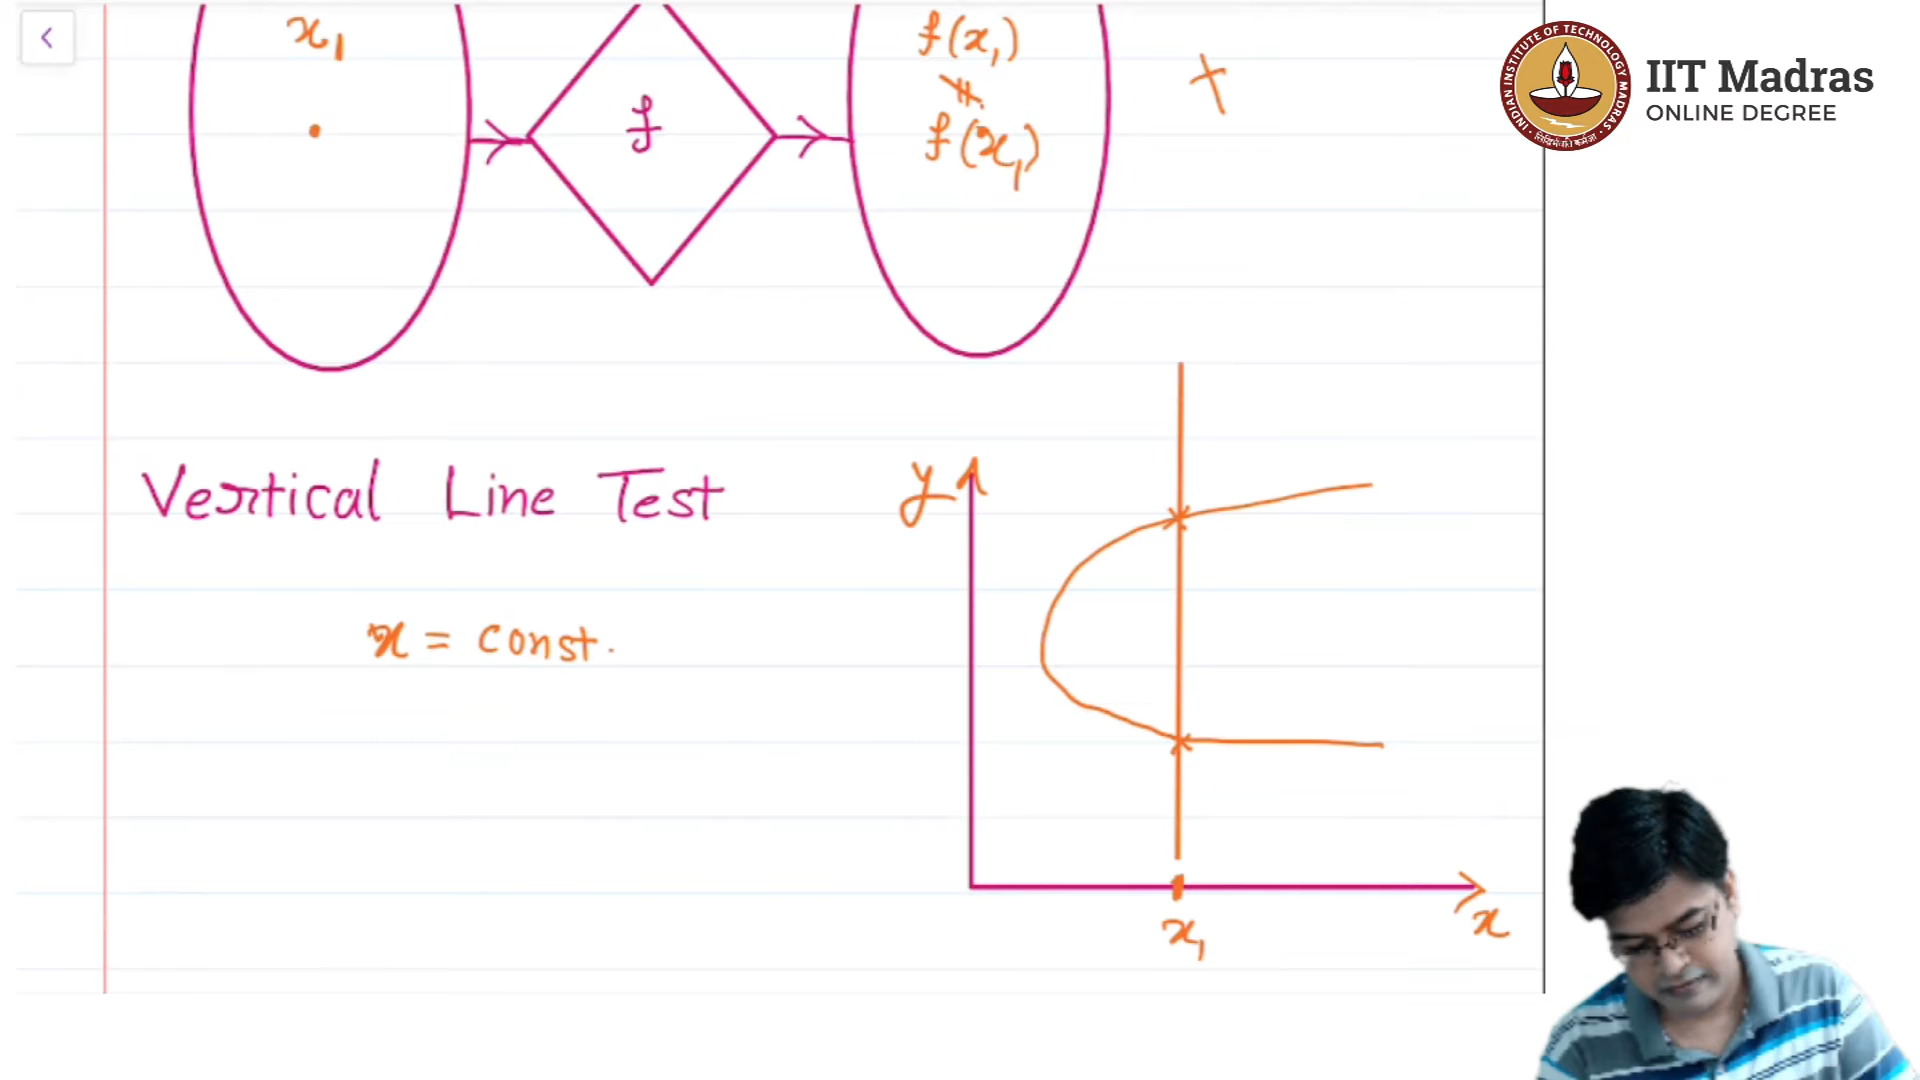 x₁
f(x₁)
≠
f(x₁)
f
IIT Madras
ONLINE DEGREE
INDIAN INSTITUTE OF TECHNOLOGY MADRAS
Vertical Line Test
y
x = const.
x
x₁